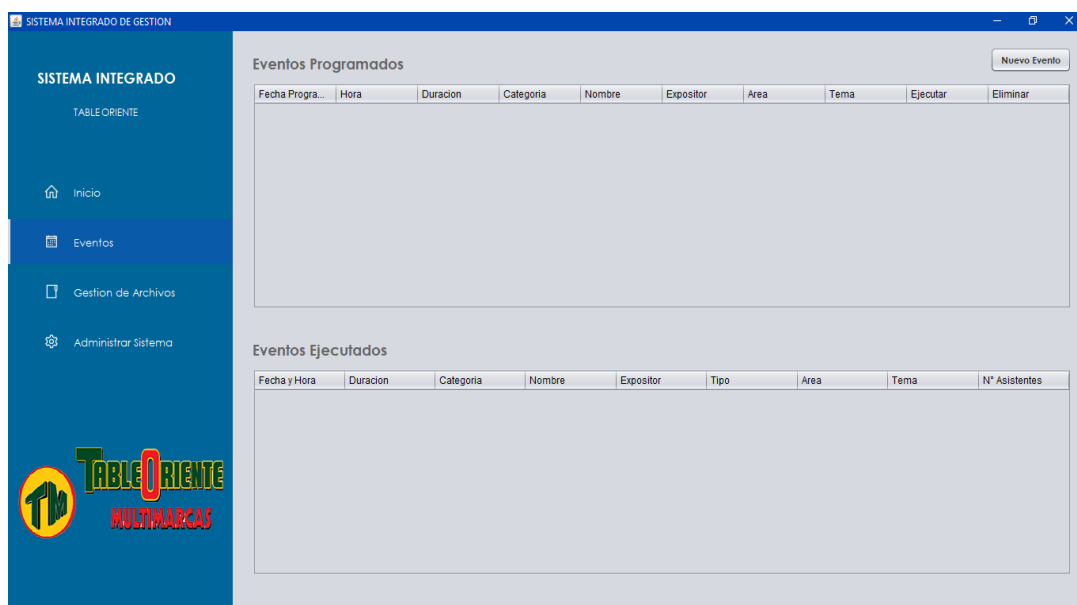 SISTEMA INTEGRADO DE GESTION
SISTEMA INTEGRADO
TABLE ORIENTE
Inicio
Eventos
Gestion de Archivos
Administrar Sistema
TM
TABLEORIENTE
MULTIMARCAS
Eventos Programados
Nuevo Evento
Fecha Progra... Hora Duracion Categoria Nombre Expositor Area Tema Ejecutar Eliminar
Eventos Ejecutados
Fecha y Hora Duracion Categoria Nombre Expositor Tipo Area Tema N° Asistentes